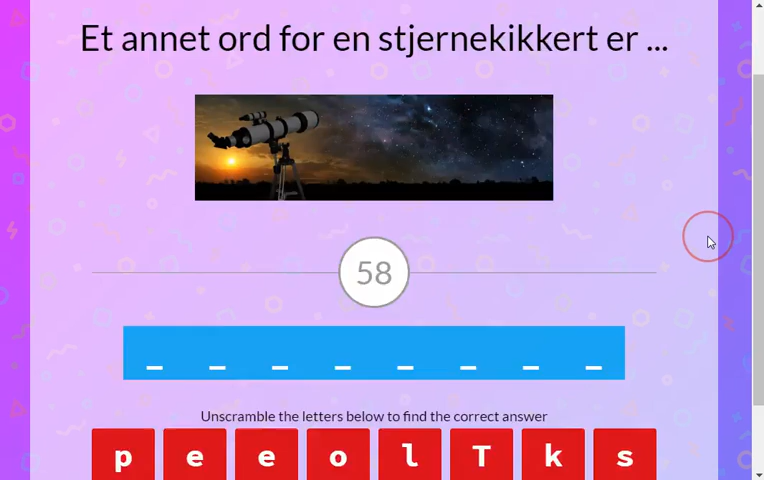 Et annet ord for en stjernekikkert er ...
58
_ _ _ _ _ _ _ _
Unscramble the letters below to find the correct answer
p e e o l T k s